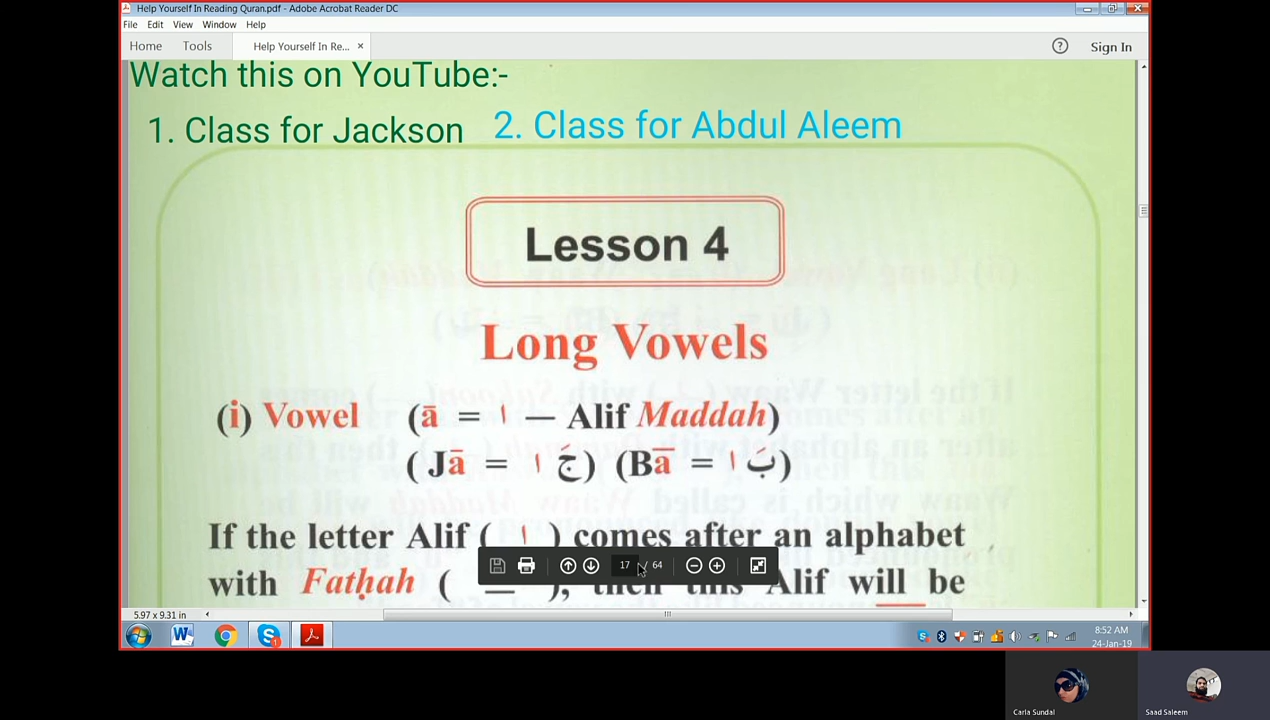 Help Yourself In Reading Quran.pdf - Adobe Acrobat Reader DC
File Edit View Window Help
Home Tools Help Yourself In Re... × ? Sign In
Watch this on YouTube:-
1. Class for Jackson 2. Class for Abdul Aleem
Lesson 4
Long Vowels
(i) Vowel (ā = ا — Alif Maddah)
(Jā = جَ ا) (Bā = بَ ا)
If the letter Alif ( ا ) comes after an alphabet
with Fatḥah ( — ), then this Alif will be
17 / 64
5.97 x 9.31 in
8:52 AM
24-Jan-19
Carla Sundal Saad Saleem